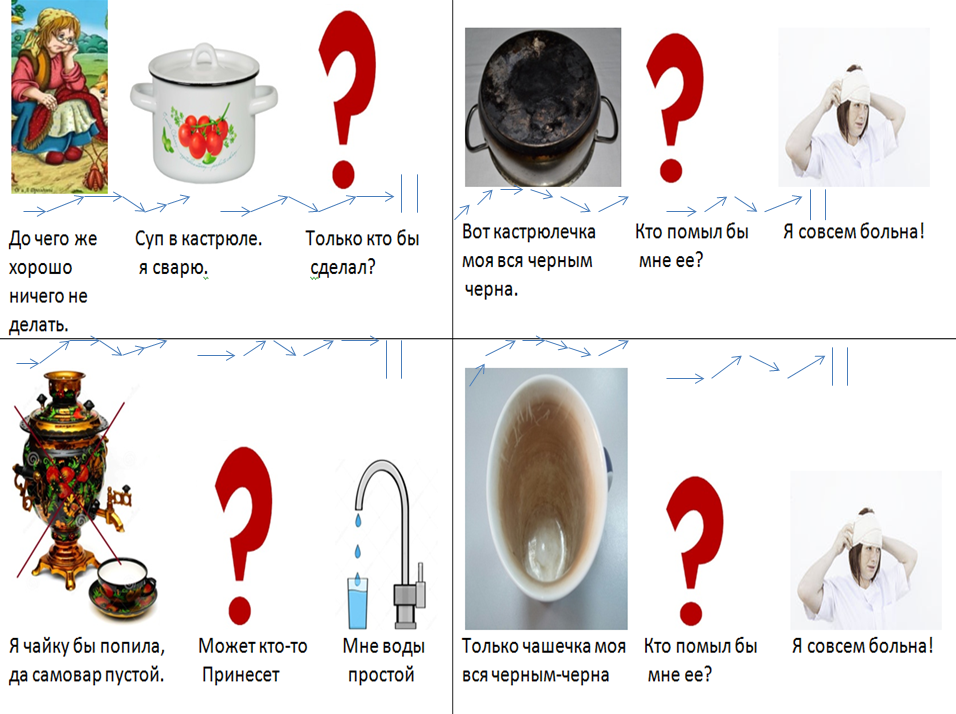 До чего же
хорошо
ничего не
делать.
Суп в кастрюле.
я сварю.
Только кто бы
сделал?
Вот кастрюлечка
моя вся черным
черна.
Кто помыл бы
мне ее?
Я совсем больна!
Я чайку бы попила,
да самовар пустой.
Может кто-то
Принесет
Мне воды
простой
Только чашечка моя
вся черным-черна
Кто помыл бы
мне ее?
Я совсем больна!